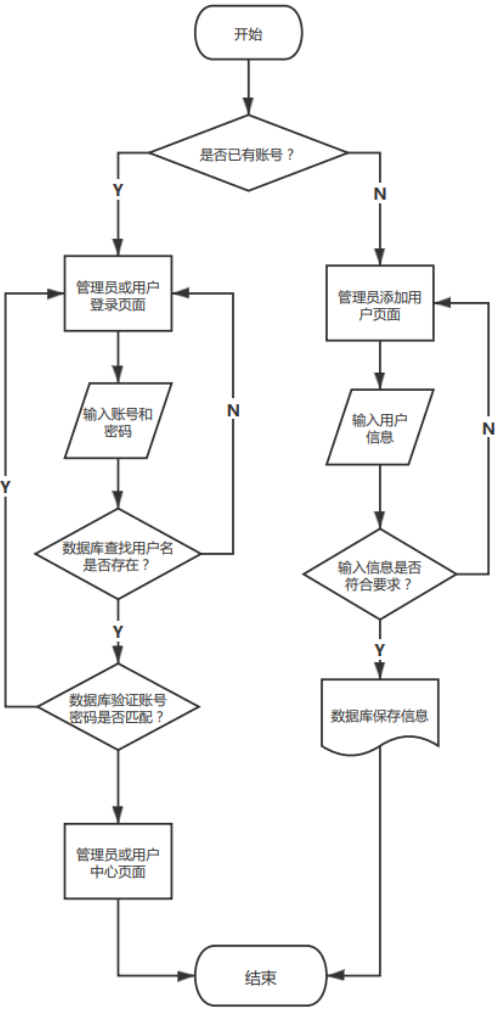 开始
是否已有账号？
Y
N
管理员或用户
登录页面
管理员添加用
户页面
输入账号和
密码
N
输入用户
信息
N
Y
数据库查找用户名
是否存在？
输入信息是否
符合要求？
Y
Y
数据库验证账号
密码是否匹配？
数据库保存信息
管理员或用户
中心页面
结束